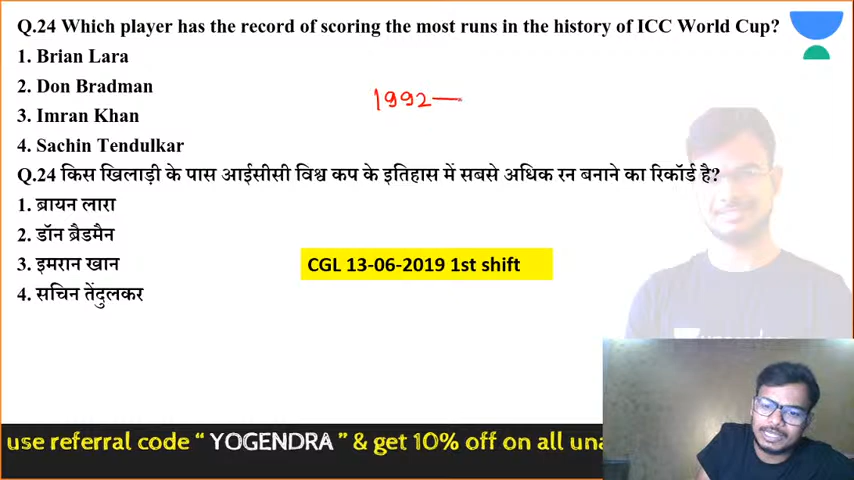 Q.24 Which player has the record of scoring the most runs in the history of ICC World Cup?
1. Brian Lara
2. Don Bradman
3. Imran Khan
4. Sachin Tendulkar
1992—
Q.24 किस खिलाड़ी के पास आईसीसी विश्व कप के इतिहास में सबसे अधिक रन बनाने का रिकॉर्ड है?
1. ब्रायन लारा
2. डॉन ब्रैडमैन
3. इमरान खान
4. सचिन तेंदुलकर
CGL 13-06-2019 1st shift
use referral code “ YOGENDRA ” & get 10% off on all una